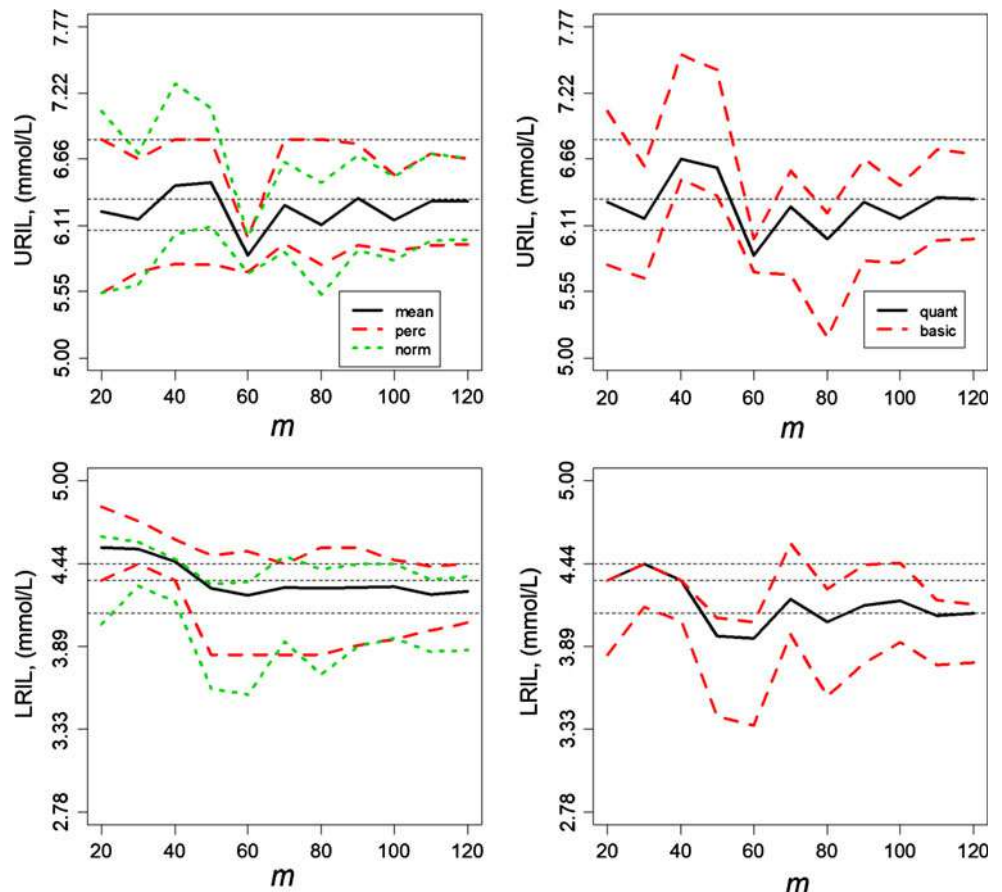 URIL, (mmol/L)
7.77
7.22
6.66
6.11
5.55
5.00
mean
perc
norm
20 40 60 80 100 120
m
URIL, (mmol/L)
7.77
7.22
6.66
6.11
5.55
5.00
quant
basic
20 40 60 80 100 120
m
LRIL, (mmol/L)
5.00
4.44
3.89
3.33
2.78
20 40 60 80 100 120
m
LRIL, (mmol/L)
5.00
4.44
3.89
3.33
2.78
20 40 60 80 100 120
m